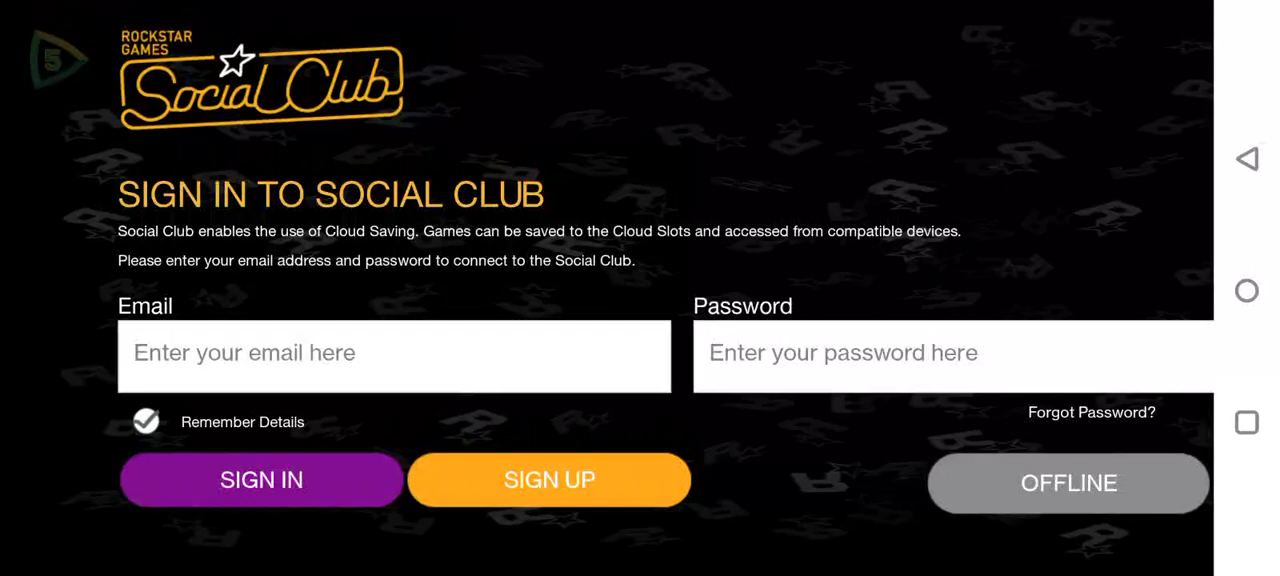 ROCKSTAR
GAMES
Social Club
5
SIGN IN TO SOCIAL CLUB
Social Club enables the use of Cloud Saving. Games can be saved to the Cloud Slots and accessed from compatible devices.
Please enter your email address and password to connect to the Social Club.
Email
Password
Enter your email here
Enter your password here
Remember Details
Forgot Password?
SIGN IN
SIGN UP
OFFLINE